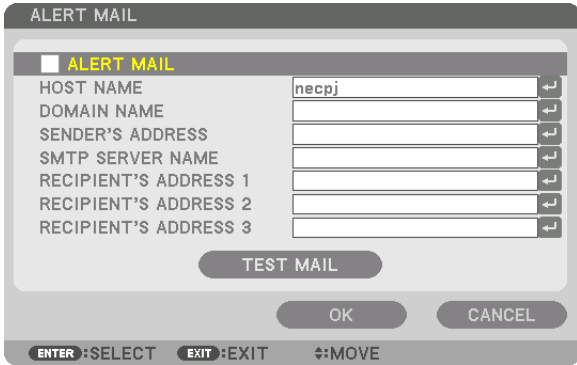 ALERT MAIL
ALERT MAIL
HOST NAME necpj
DOMAIN NAME
SENDER'S ADDRESS
SMTP SERVER NAME
RECIPIENT'S ADDRESS 1
RECIPIENT'S ADDRESS 2
RECIPIENT'S ADDRESS 3
TEST MAIL
OK CANCEL
ENTER :SELECT EXIT :EXIT :MOVE